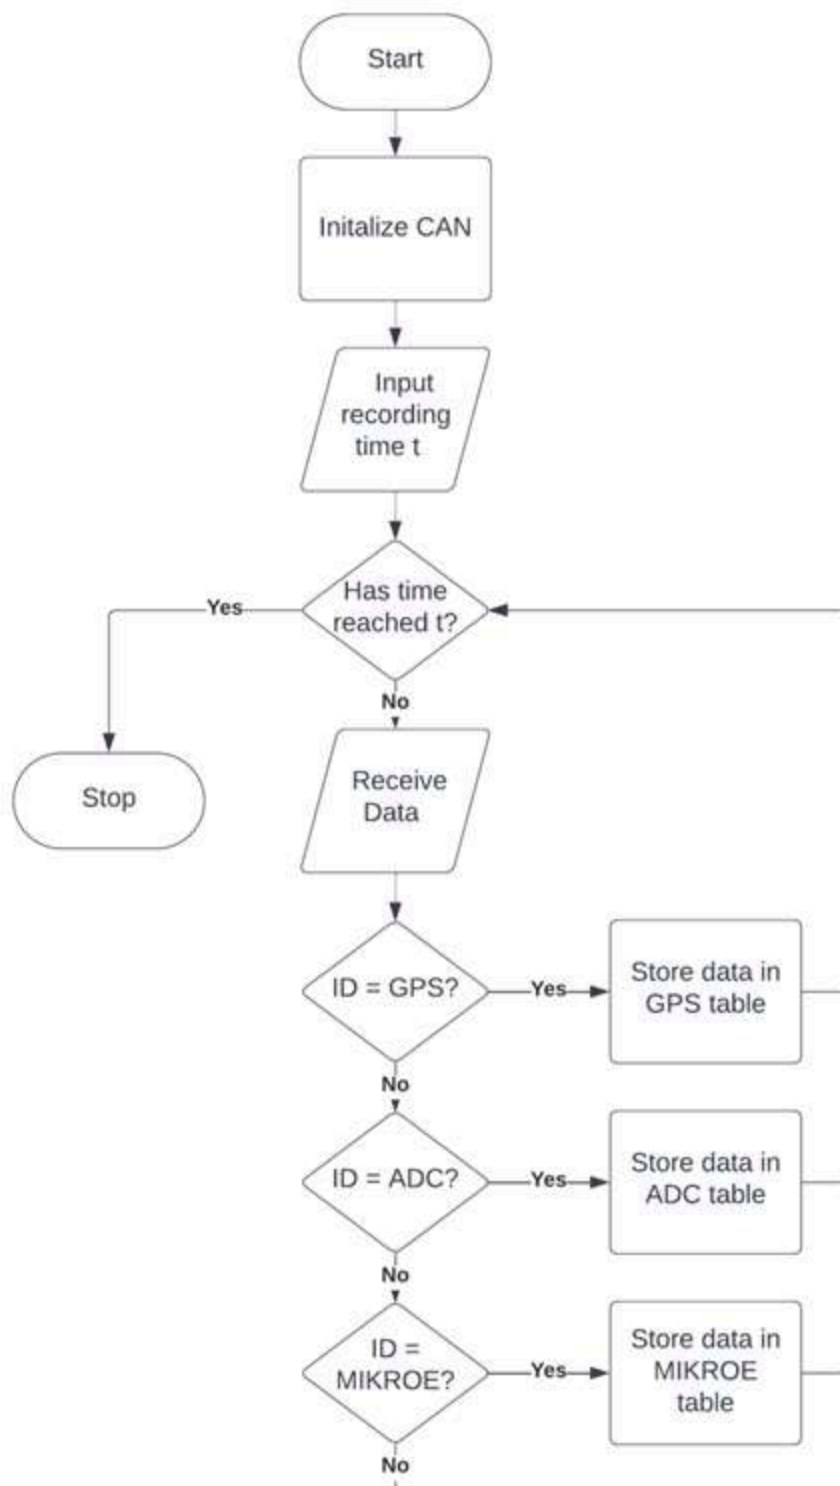 Start
Initalize CAN
Input
recording
time t
Has time
reached t?
Yes
No
Stop
Receive
Data
ID = GPS?
Yes
Store data in
GPS table
No
ID = ADC?
Yes
Store data in
ADC table
No
ID =
MIKROE?
Yes
Store data in
MIKROE
table
No